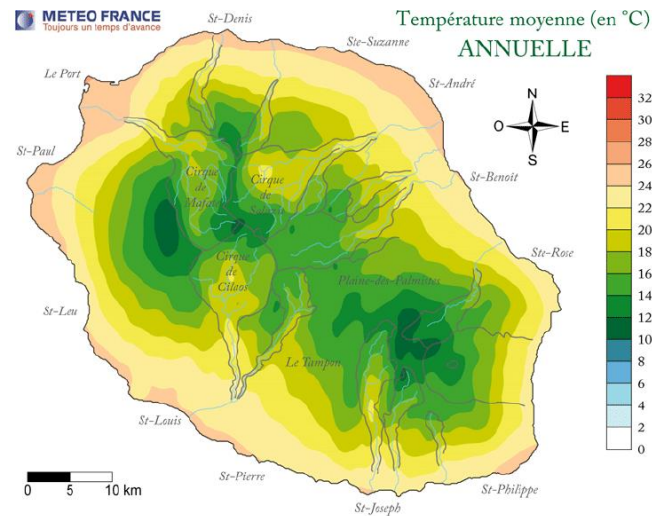 METEO FRANCE
Toujours un temps d'avance
Température moyenne (en °C)
ANNUELLE
St-Denis
Ste-Suzanne
Le Port
St-André
St-Paul
Cirque
de
Mafate
Cirque
de
Salazie
St-Benoit
Ste-Rose
Cirque
de
Cilaos
Plaine-des-Palmistes
St-Leu
Le Tampon
St-Louis
St-Pierre
St-Joseph
St-Philippe
N
O
E
S
32
30
28
26
24
22
20
18
16
14
12
10
8
6
4
2
0
0 5 10 km